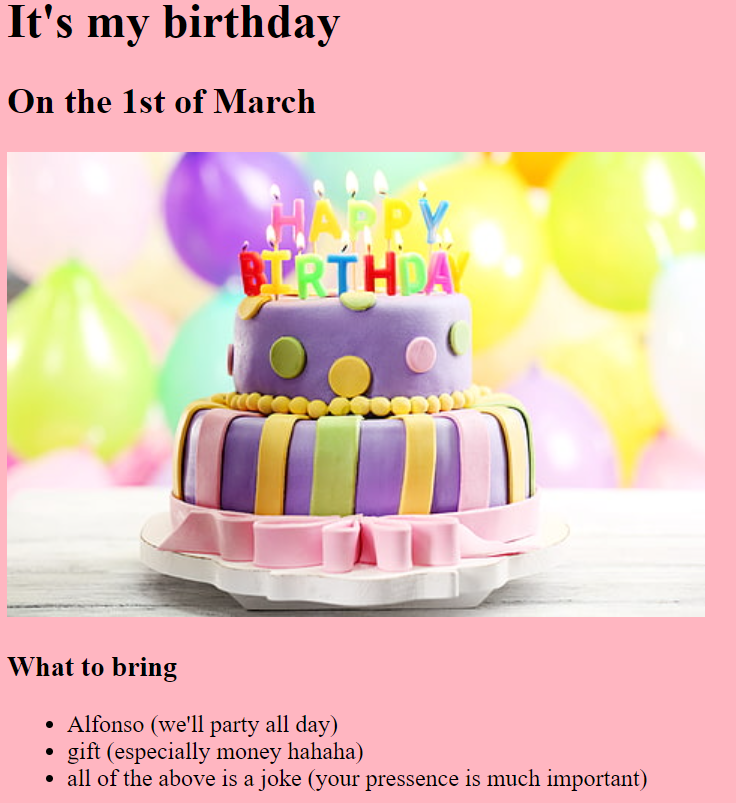 It's my birthday
On the 1st of March
HAPPY
BIRTHDAY
What to bring
Alfonso (we'll party all day)
gift (especially money hahaha)
all of the above is a joke (your pressence is much important)